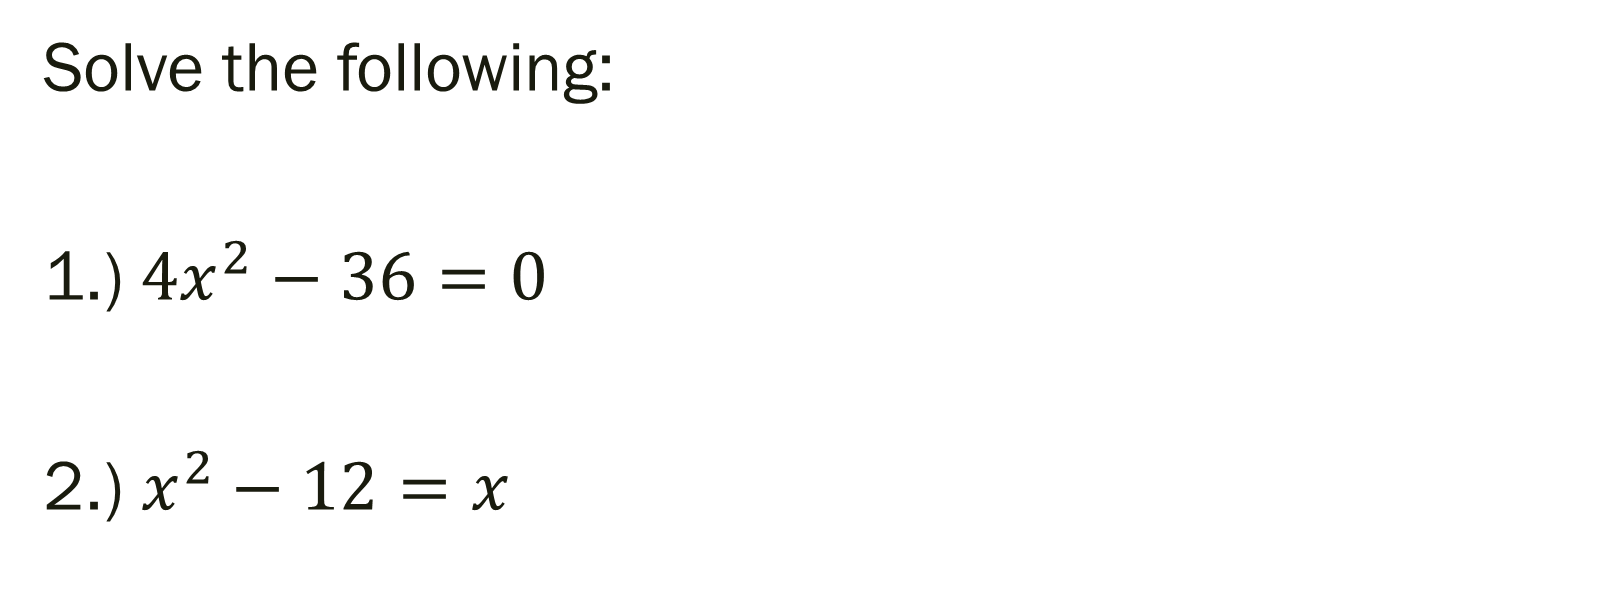 Solve the following:
1.) 4x² − 36 = 0
2.) x² − 12 = x